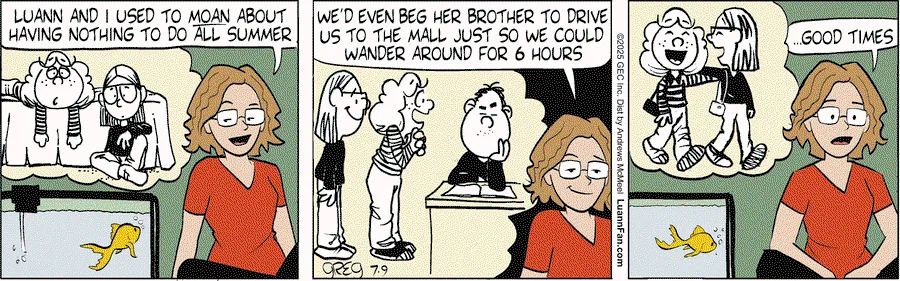 LUANN AND I USED TO MOAN ABOUT
HAVING NOTHING TO DO ALL SUMMER
WE'D EVEN BEG HER BROTHER TO DRIVE
US TO THE MALL JUST SO WE COULD
WANDER AROUND FOR 6 HOURS
GREG 7.9
©2025 GEC Inc. Dist by Andrews McMeel LuannFan.com
...GOOD TIMES